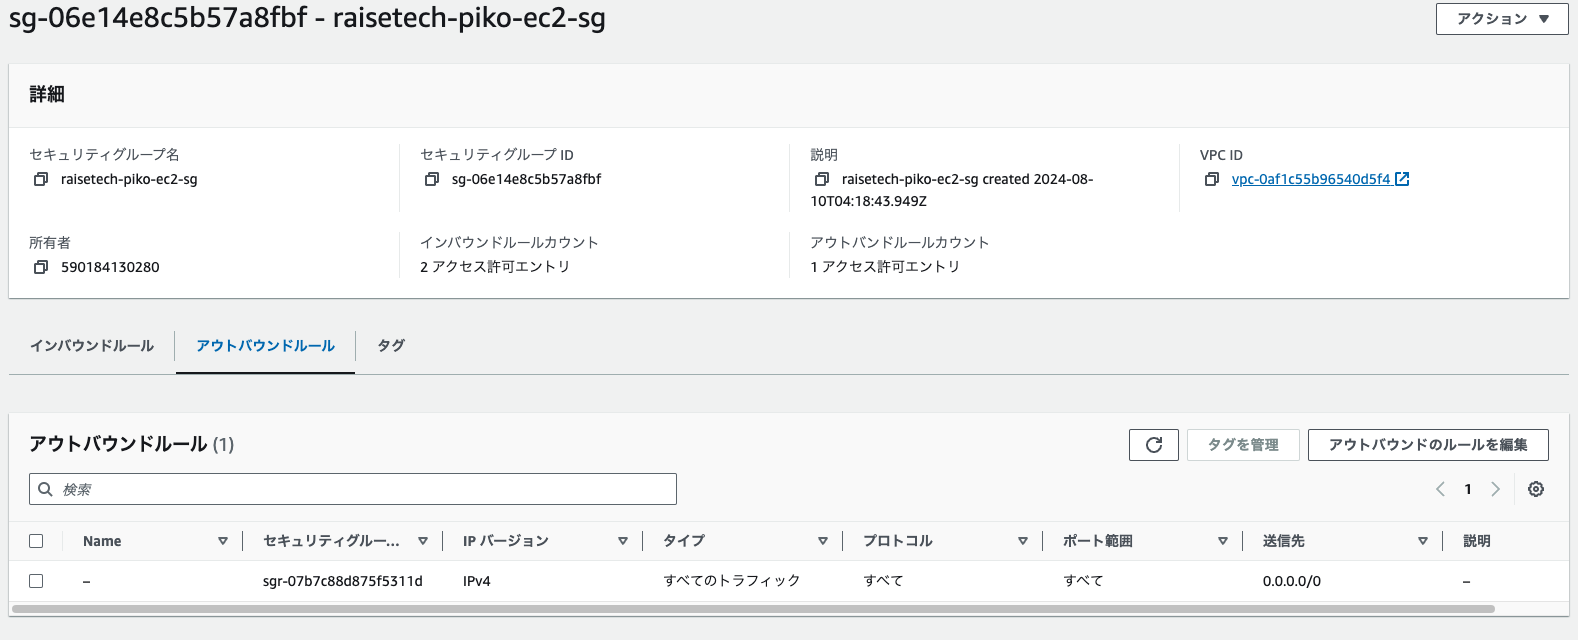 sg-06e14e8c5b57a8fbf - raisetech-piko-ec2-sg
アクション
詳細
セキュリティグループ名
raisetech-piko-ec2-sg
セキュリティグループ ID
sg-06e14e8c5b57a8fbf
説明
raisetech-piko-ec2-sg created 2024-08-
10T04:18:43.949Z
VPC ID
vpc-0af1c55b96540d5f4
所有者
590184130280
インバウンドルールカウント
2 アクセス許可エントリ
アウトバンドルールカウント
1 アクセス許可エントリ
インバウンドルール
アウトバウンドルール
タグ
アウトバウンドルール (1)
タグを管理
アウトバウンドのルールを編集
検索
1
Name セキュリティグルー... IP バージョン タイプ プロトコル ポート範囲 送信先 説明
– sgr-07b7c88d875f5311d IPv4 すべてのトラフィック すべて すべて 0.0.0.0/0 –